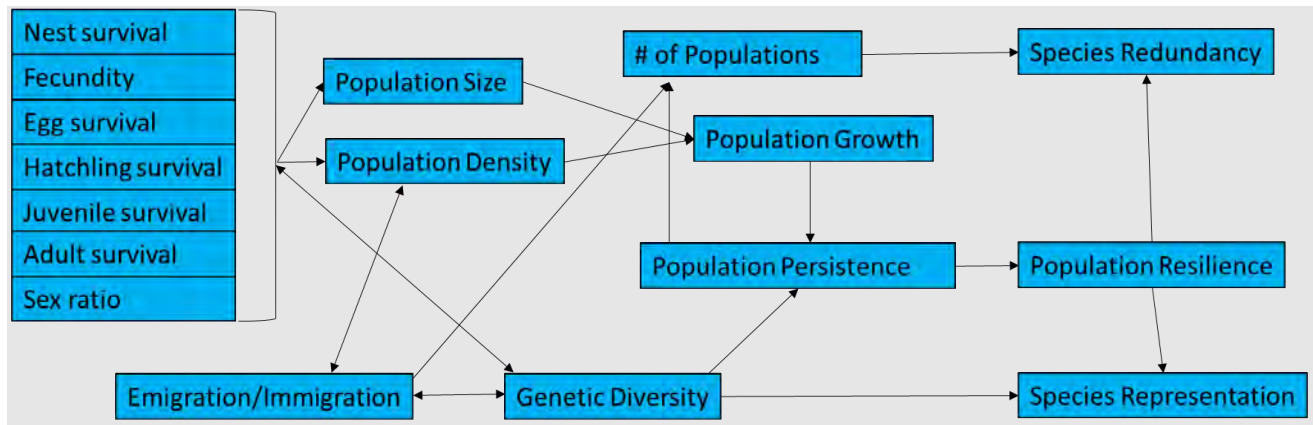 Nest survival
Fecundity
Egg survival
Hatchling survival
Juvenile survival
Adult survival
Sex ratio
Population Size
Population Density
# of Populations
Population Growth
Population Persistence
Species Redundancy
Population Resilience
Emigration/Immigration
Genetic Diversity
Species Representation